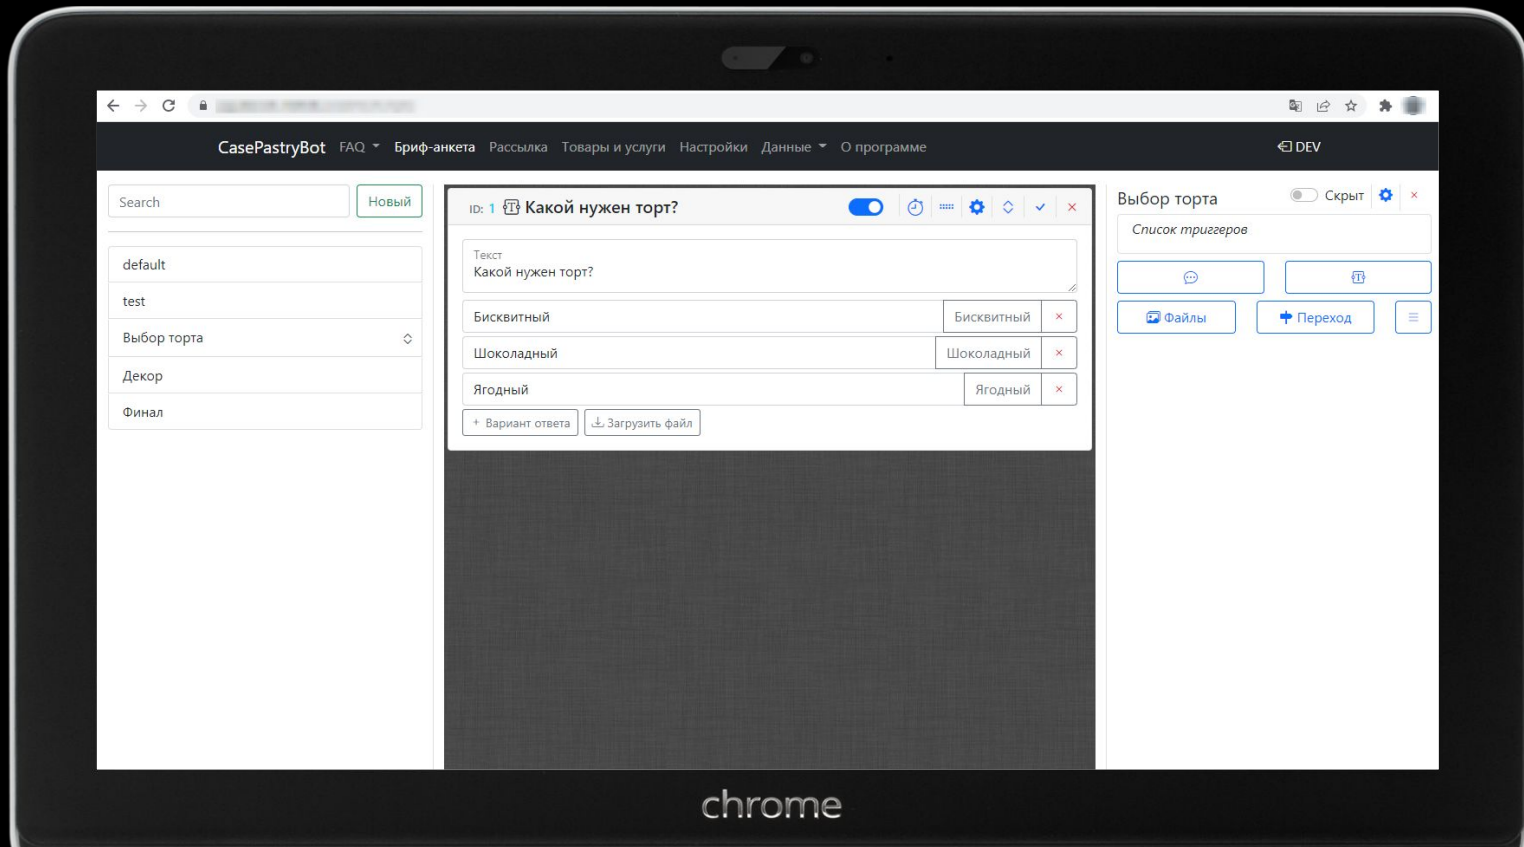 CasePastryBot FAQ Бриф-анкета Рассылка Товары и услуги Настройки Данные О программе DEV
Search Новый
default
test
Выбор торта
Декор
Финал
ID: 1 Какой нужен торт?
Текст
Какой нужен торт?
Бисквитный Бисквитный
Шоколадный Шоколадный
Ягодный Ягодный
+ Вариант ответа Загрузить файл
Выбор торта Скрыт
Список триггеров
Файлы Переход
chrome